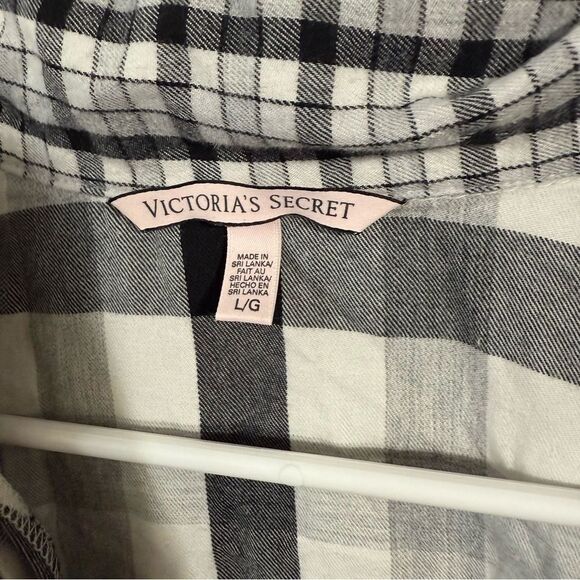 VICTORIA'S SECRET
MADE IN
SRI LANKA/
FAIT AU
SRI LANKA/
HECHO EN
SRI LANKA
L/G